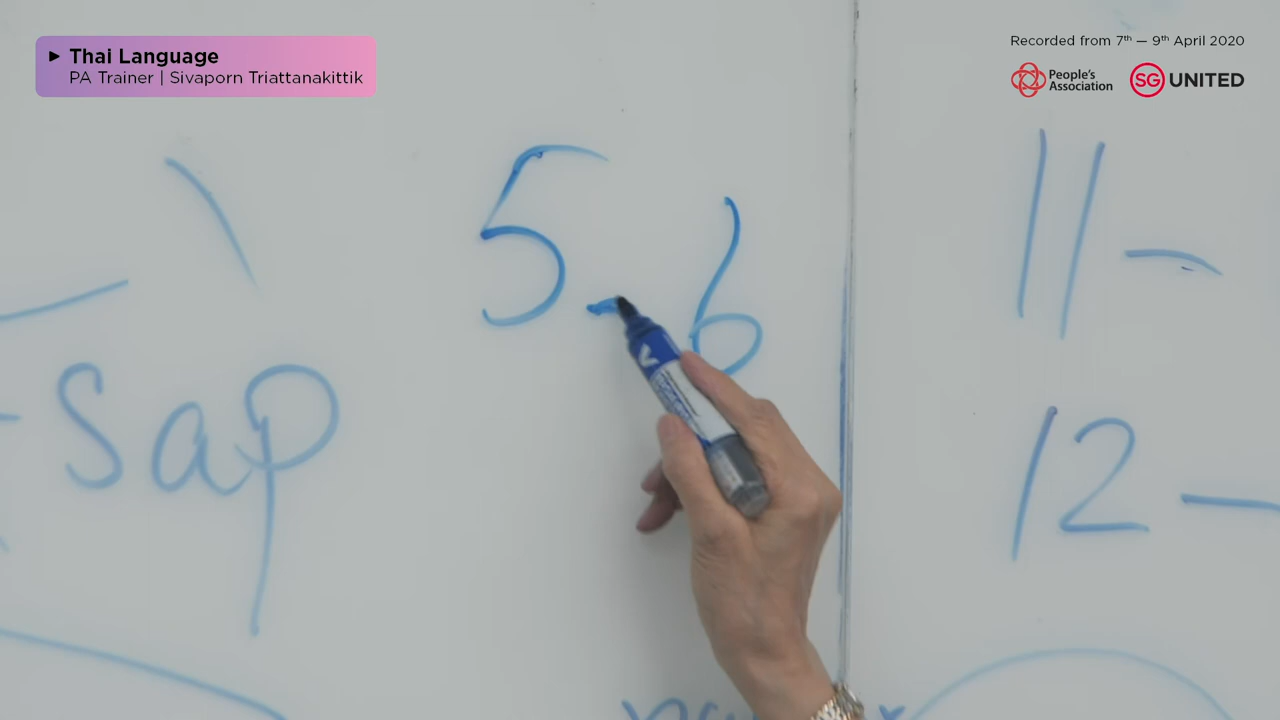 Thai Language
PA Trainer | Sivaporn Triattanakittik
Recorded from 7th — 9th April 2020
People's Association
SG UNITED
5 - 6
11 -
Sap
12 -